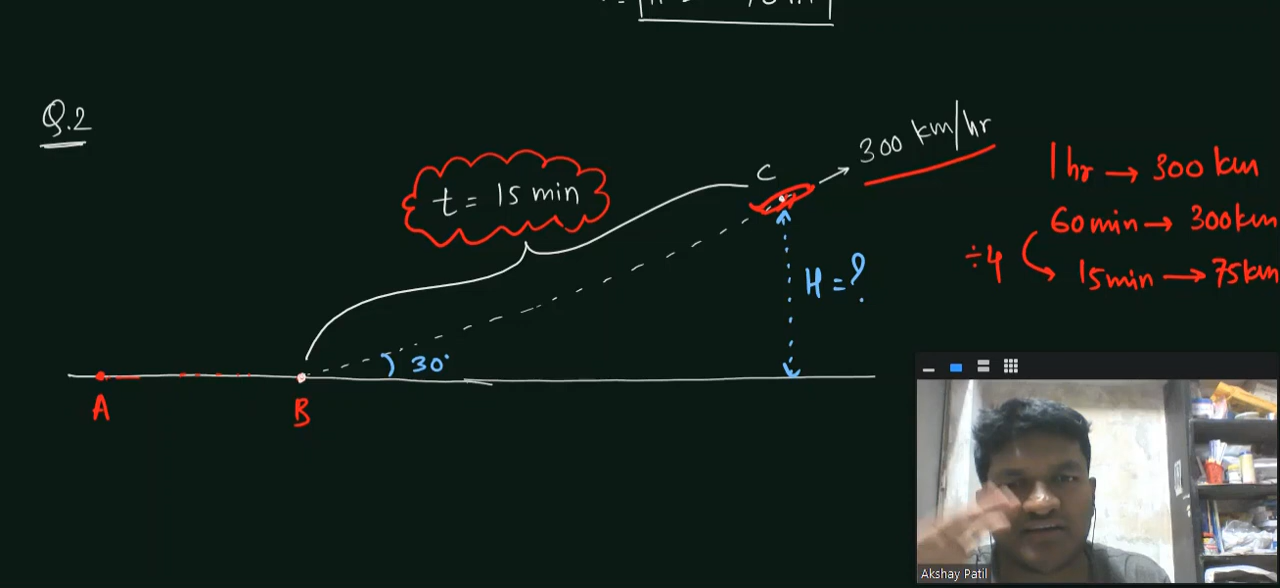 Q.2
t = 15 min
C
300 km/hr
1 hr → 300 km
60 min → 300 km
÷4
15 min → 75 km
H = ?
30°
A
B
Akshay Patil